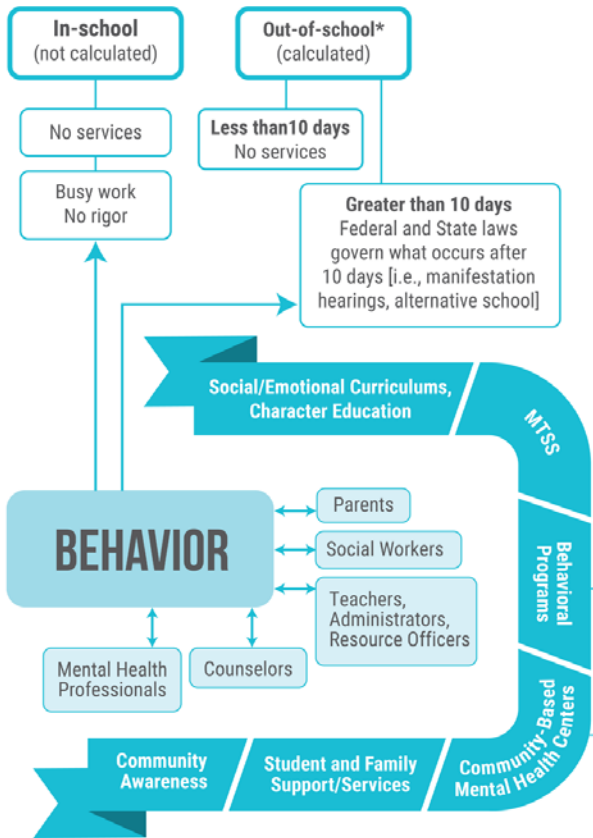 In-school
(not calculated)
No services
Busy work
No rigor
Out-of-school*
(calculated)
Less than10 days
No services
Greater than 10 days
Federal and State laws
govern what occurs after
10 days [i.e., manifestation
hearings, alternative school]
Social/Emotional Curriculums,
Character Education
MTSS
Behavioral
Programs
Community-Based
Mental Health Centers
Student and Family
Support/Services
Community
Awareness
BEHAVIOR
Parents
Social Workers
Teachers,
Administrators,
Resource Officers
Counselors
Mental Health
Professionals